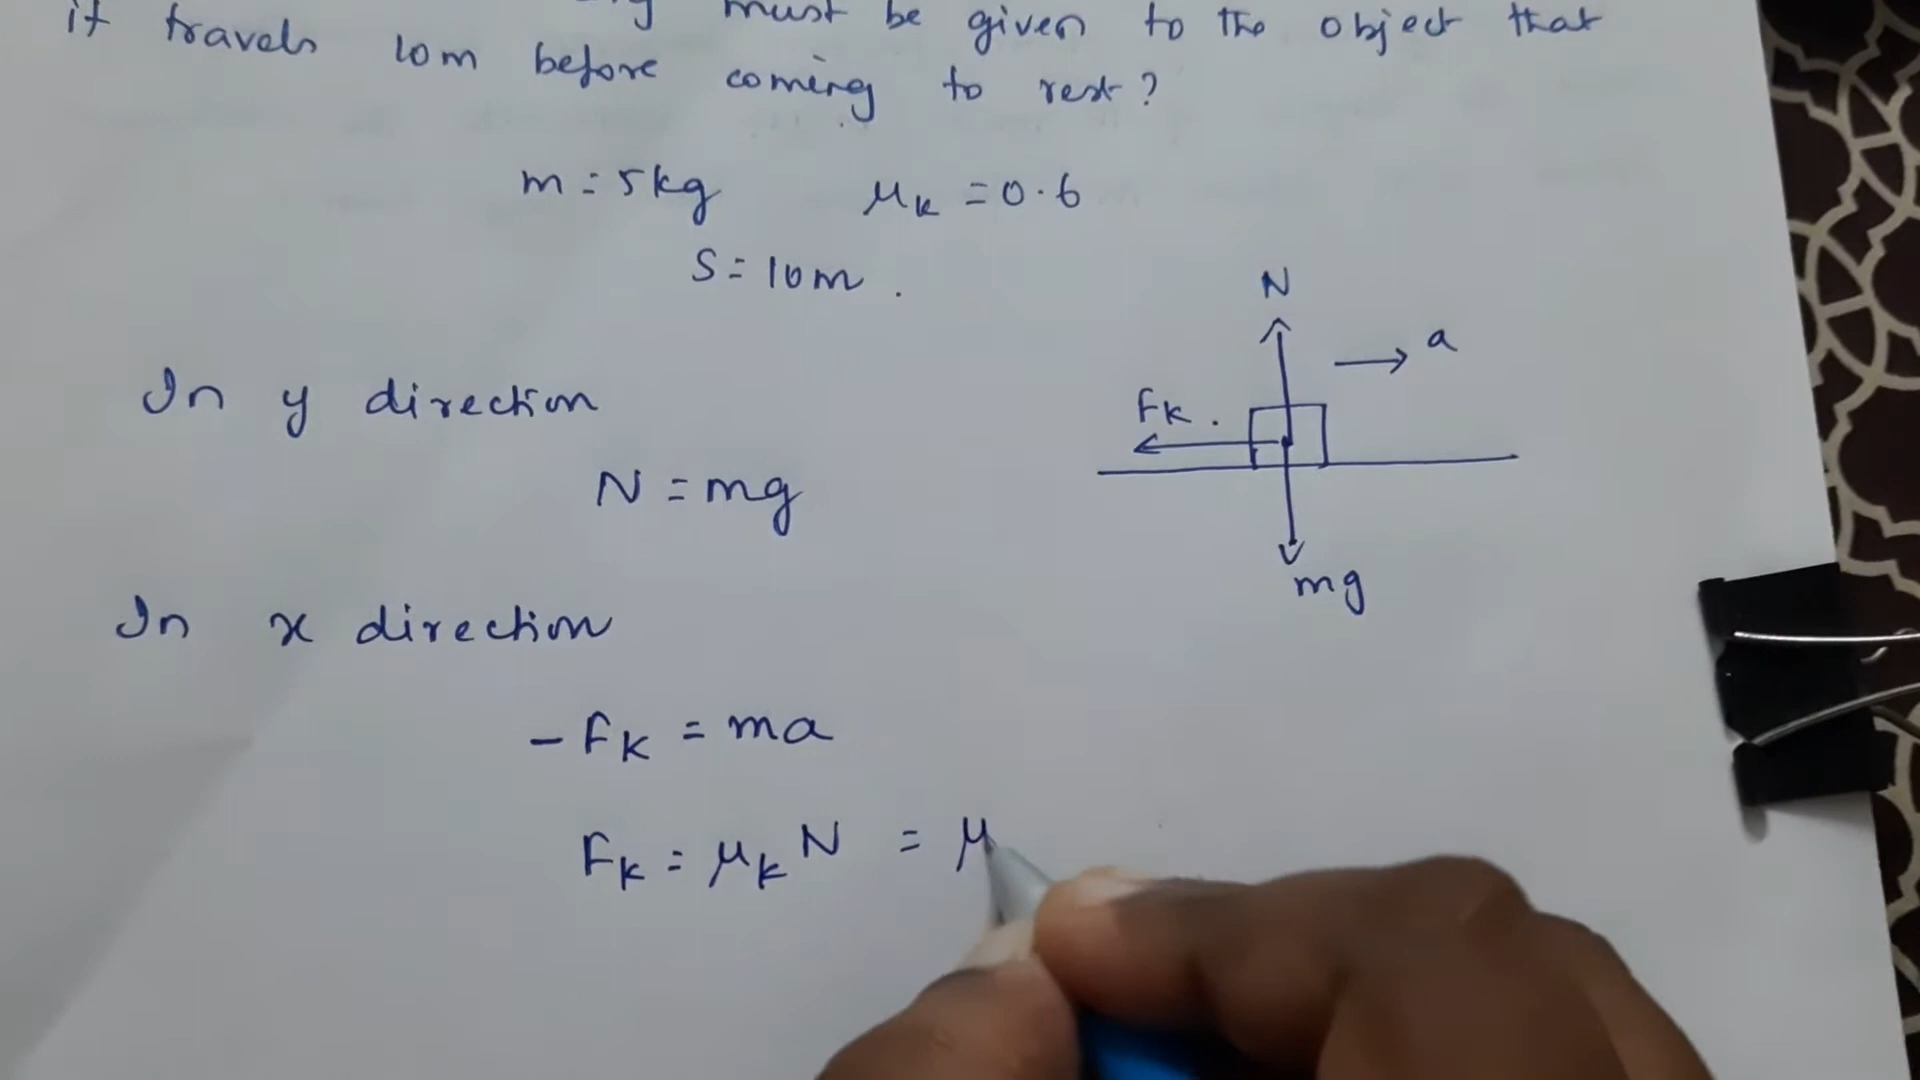 must be given to the object that
it travels 10m before coming to rest?
m = 5kg μk = 0.6
S = 10m.
N
a
Fk.
In y direction
N = mg
mg
In x direction
- Fk = ma
Fk = μk N = μ